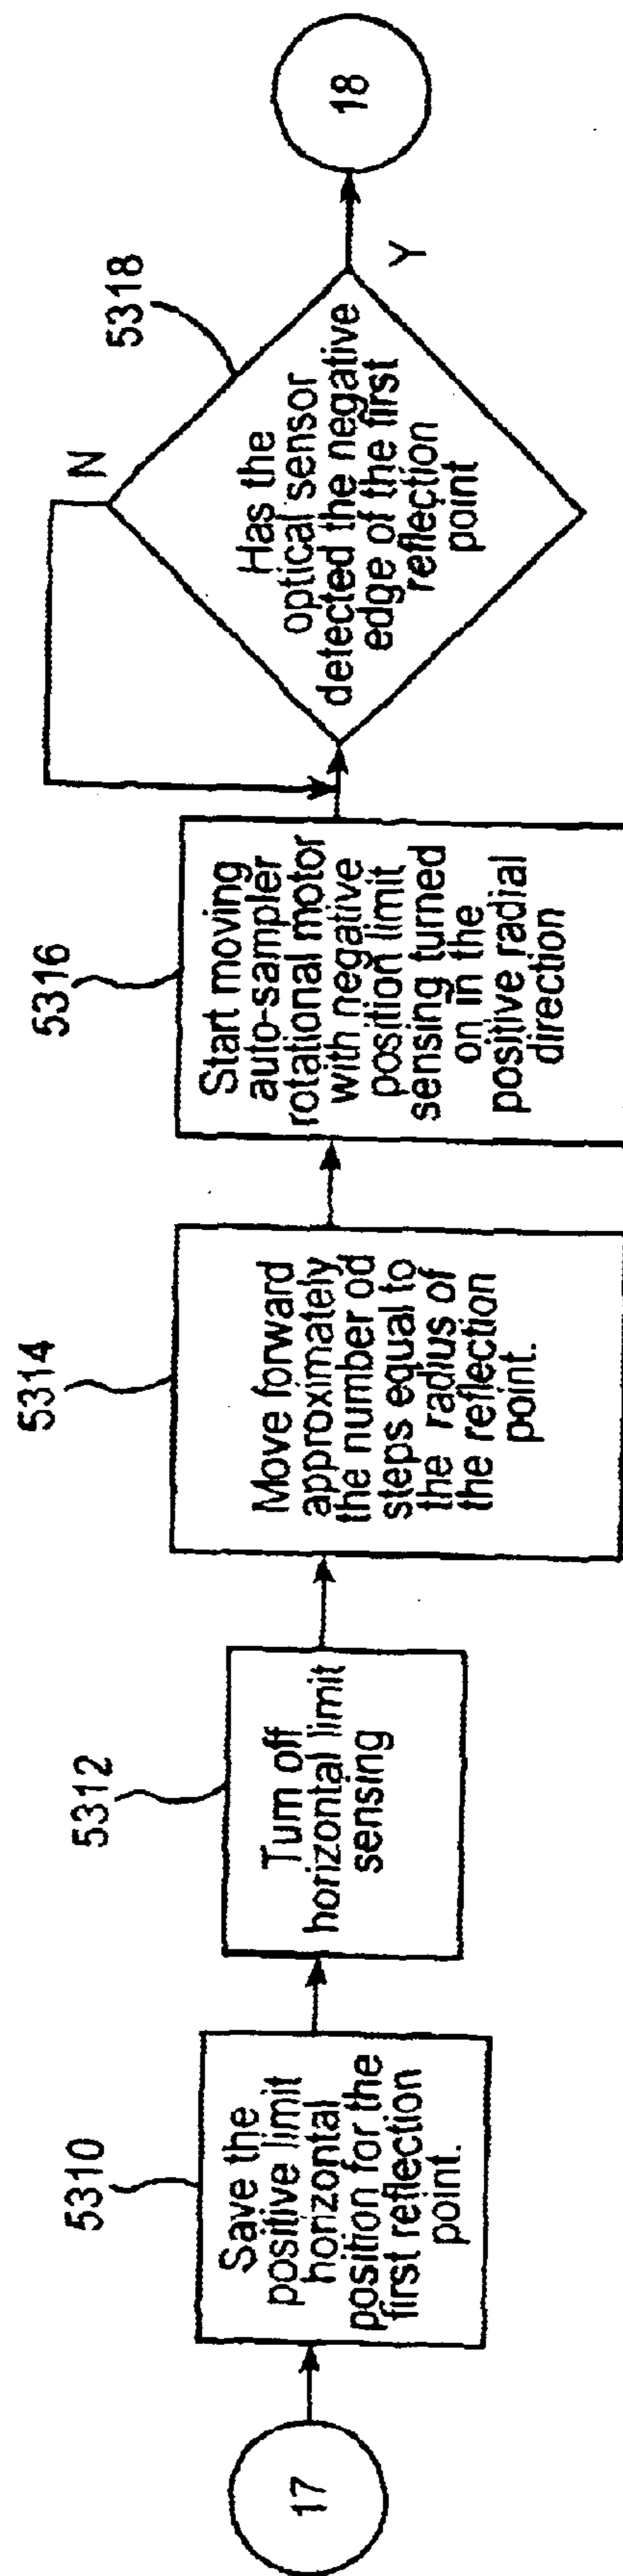 17
5310
Save the
positive limit
horizontal
position for the
first reflection
point.
5312
Turn off
horizontal limit
sensing
5314
Move forward
approximately
the number od
steps equal to
the radius of
the reflection
point.
5316
Start moving
auto-sampler
rotational motor
with negative
position limit
sensing turned
on in the
positive radial
direction
5318
Has the
optical sensor
detected the negative
edge of the first
reflection
point
N
Y
18